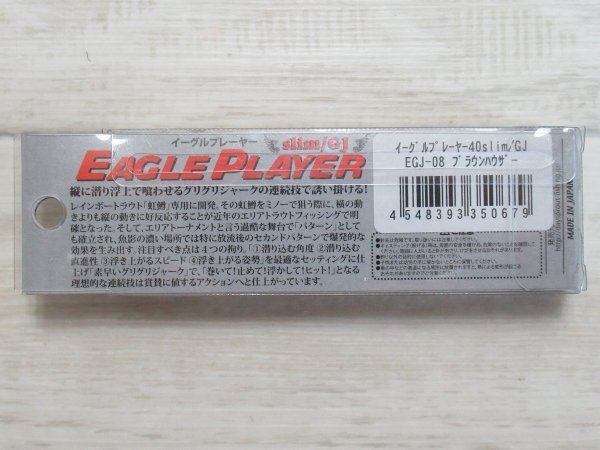 イーグルプレーヤー
slim/GJ
EAGLE PLAYER
縦に潜り浮上で喰わせるグリグリジャークの連続技で誘い掛ける!
レインボートラウト「虹鱒」専用に開発。その虹鱒をミノーで狙う際に、横の動
きよりも縦の動きに好反応することが近年のエリアトラウトフィッシングで明
確となった。そして、エリアトーナメントと言う過酷な舞台で「パターン」として
も確立され、魚影の濃い場所では特に放流後のセカンドパターンで爆発的な
効果を生み出す。注目すべき点は4つの拘り。①潜り込む角度 ②潜り込む
直進性 ③浮き上がるスピード ④浮き上がる姿勢」を最適なセッティングに仕
上げ「素早いグリグリジャーク」で、「巻いて!止めて!浮かして!ヒット!」となる
理想的な連続技は賞賛に値するアクションへと仕上がっています。
イーグルプレーヤー40slim/GJ
EGJ-08 ブラウンハウザー
4 548393 350679
MADE IN JAPAN